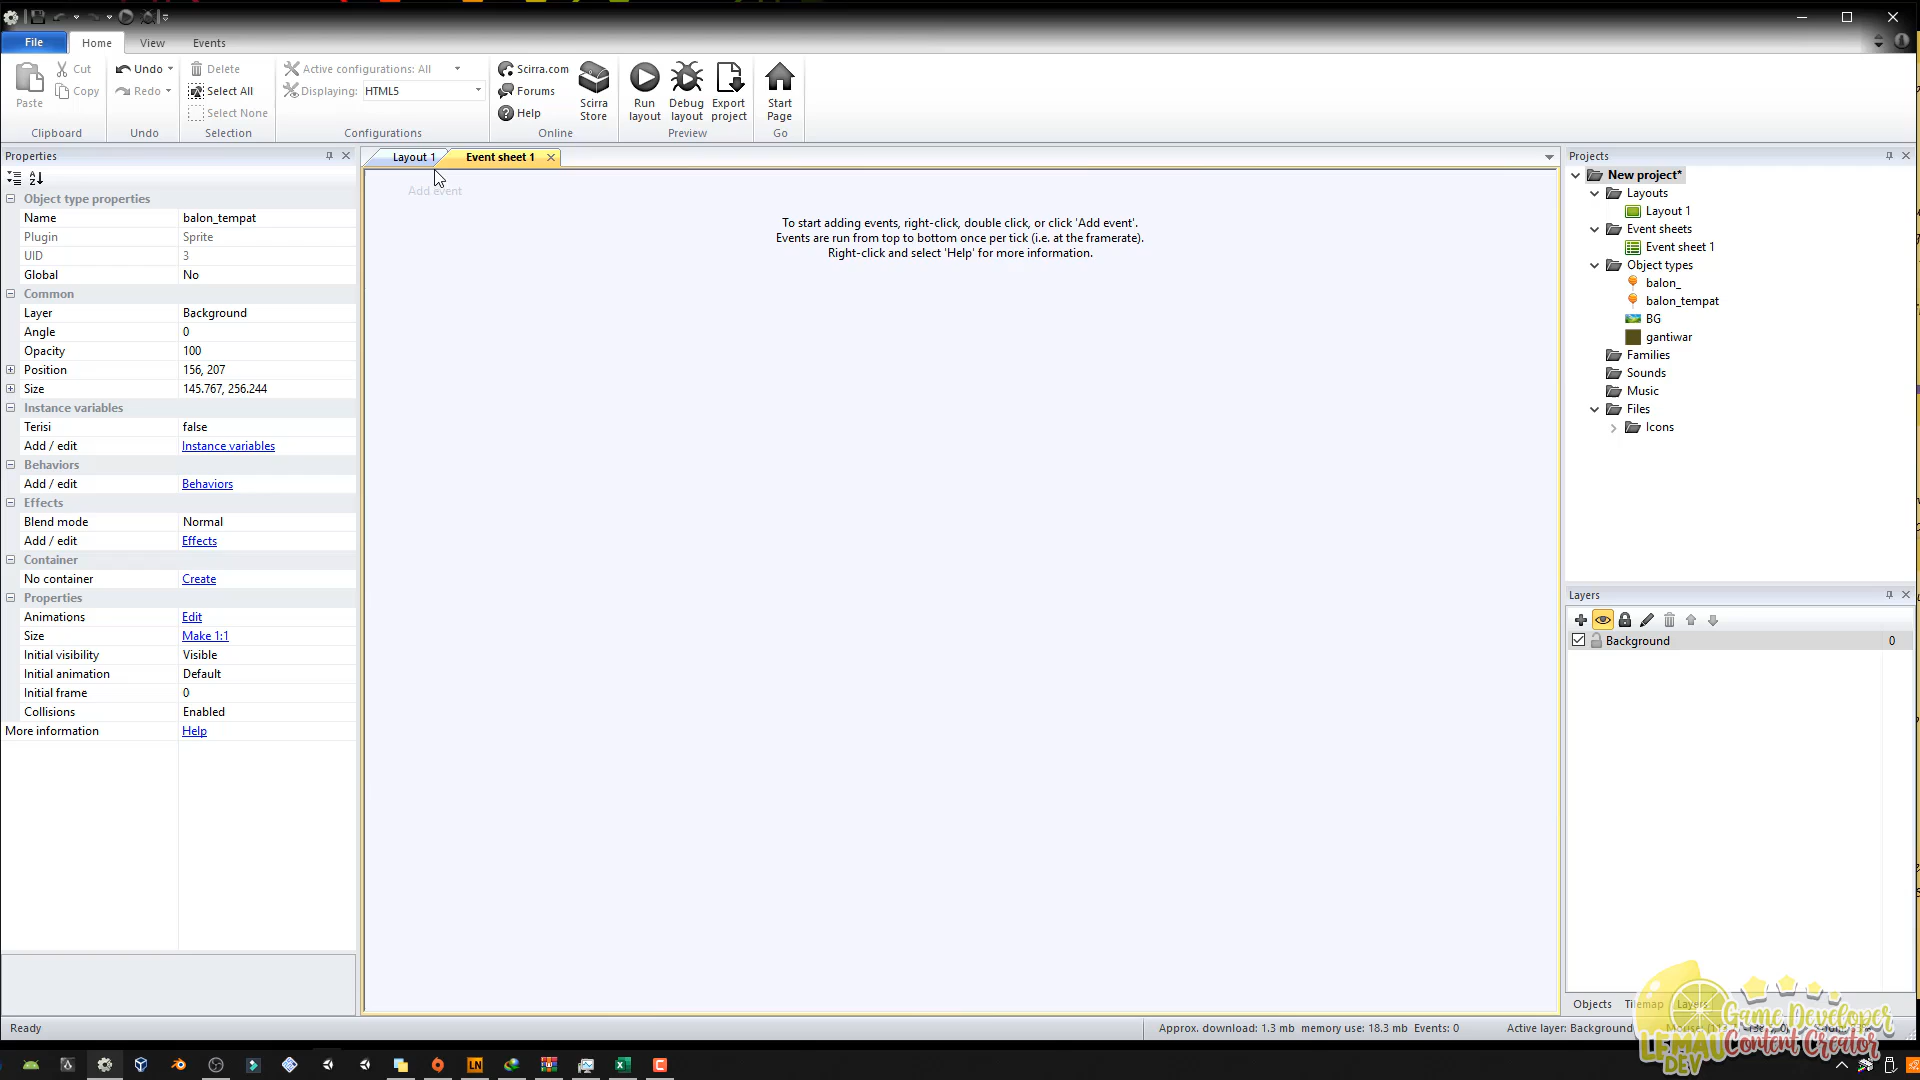 File Home View Events
Paste Cut Copy Clipboard
Undo Redo Undo
Delete Select All Select None Selection
Active configurations: All
Displaying: HTML5
Configurations
Scirra.com Forums Help Scirra Store Online
Run layout Debug layout Export project Preview
Start Page Go
Properties
Layout 1 Event sheet 1
Projects
Object type properties
Name balon_tempat
Plugin Sprite
UID 3
Global No
Common
Layer Background
Angle 0
Opacity 100
Position 156, 207
Size 145.767, 256.244
Instance variables
Terisi false
Add / edit Instance variables
Behaviors
Add / edit Behaviors
Effects
Blend mode Normal
Add / edit Effects
Container
No container Create
Properties
Animations Edit
Size Make 1:1
Initial visibility Visible
Initial animation Default
Initial frame 0
Collisions Enabled
More information Help
Add event
To start adding events, right-click, double click, or click 'Add event'.
Events are run from top to bottom once per tick (i.e. at the framerate).
Right-click and select 'Help' for more information.
New project*
Layouts
Layout 1
Event sheets
Event sheet 1
Object types
balon_
balon_tempat
BG
gantiwar
Families
Sounds
Music
Files
Icons
Layers
Background 0
Objects Tilemap Layers
Ready
Approx. download: 1.3 mb memory use: 18.3 mb Events: 0 Active layer: Background
Game Developer
LEMAU Content Creator
DEV
LN